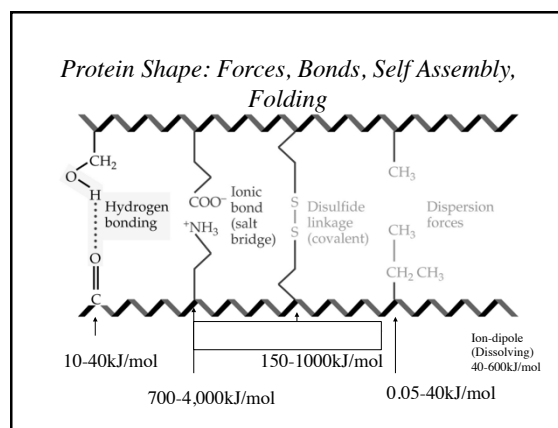 Protein Shape: Forces, Bonds, Self Assembly,
Folding
CH₂
O
H
Hydrogen
bonding
O
C
COO⁻
⁺NH₃
Ionic
bond
(salt
bridge)
S
S
Disulfide
linkage
(covalent)
CH₃
CH₃
CH₂ CH₃
Dispersion
forces
10-40kJ/mol
700-4,000kJ/mol
150-1000kJ/mol
0.05-40kJ/mol
Ion-dipole
(Dissolving)
40-600kJ/mol